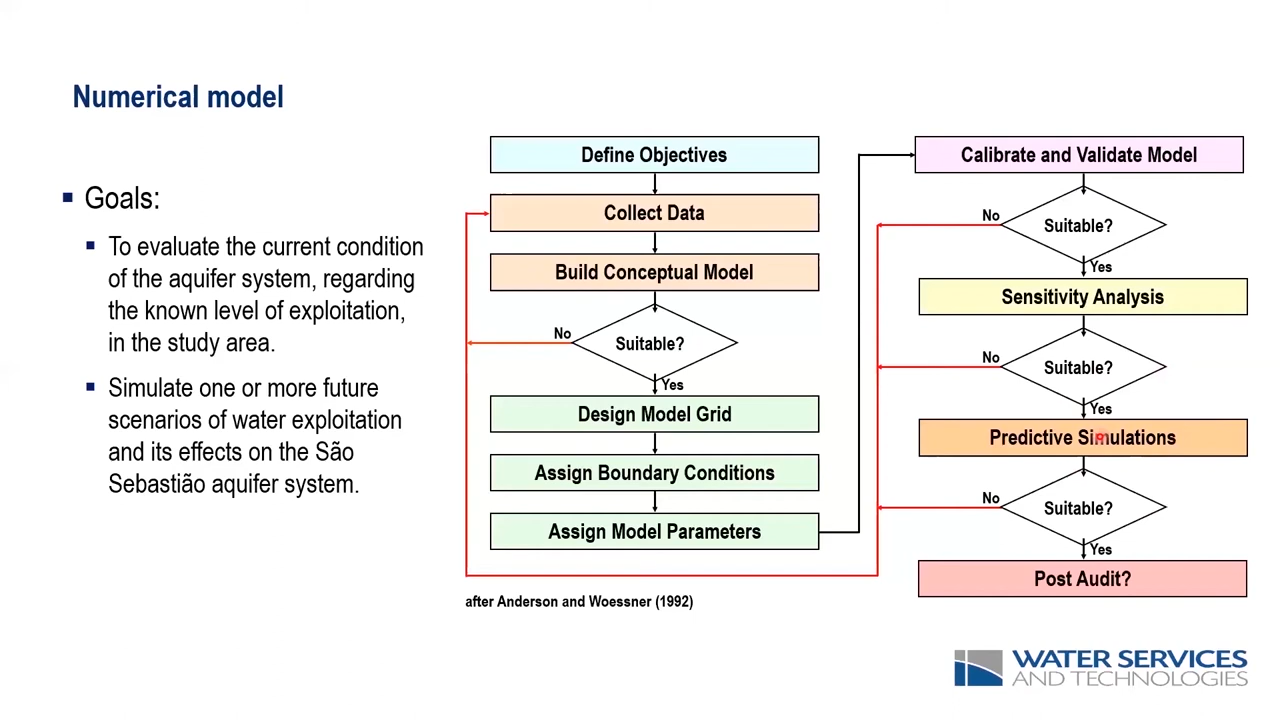 Numerical model
Goals:
To evaluate the current condition
of the aquifer system, regarding
the known level of exploitation,
in the study area.
Simulate one or more future
scenarios of water exploitation
and its effects on the São
Sebastião aquifer system.
Define Objectives
Collect Data
Build Conceptual Model
No
Suitable?
Yes
Design Model Grid
Assign Boundary Conditions
Assign Model Parameters
after Anderson and Woessner (1992)
Calibrate and Validate Model
No
Suitable?
Yes
Sensitivity Analysis
No
Suitable?
Yes
Predictive Simulations
No
Suitable?
Yes
Post Audit?
WATER SERVICES
AND TECHNOLOGIES